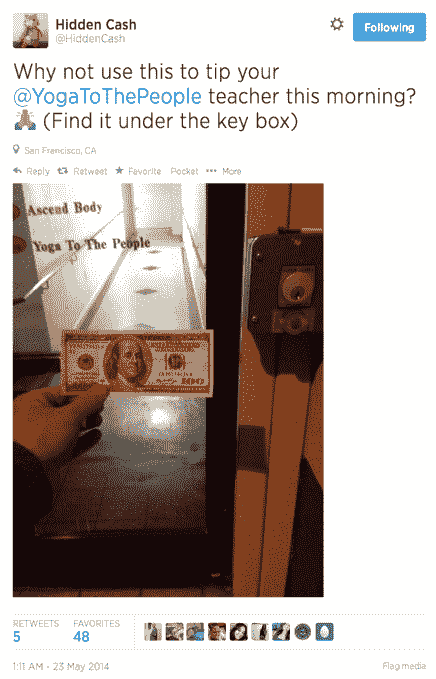 Hidden Cash
@HiddenCash
Following
Why not use this to tip your
@YogaToThePeople teacher this morning?
🙏 (Find it under the key box)
San Francisco, CA
Reply Retweet Favorite Pocket More
Ascend Body
Yoga To The People
100
RETWEETS FAVORITES
5 48
1:11 AM - 23 May 2014
Flag media